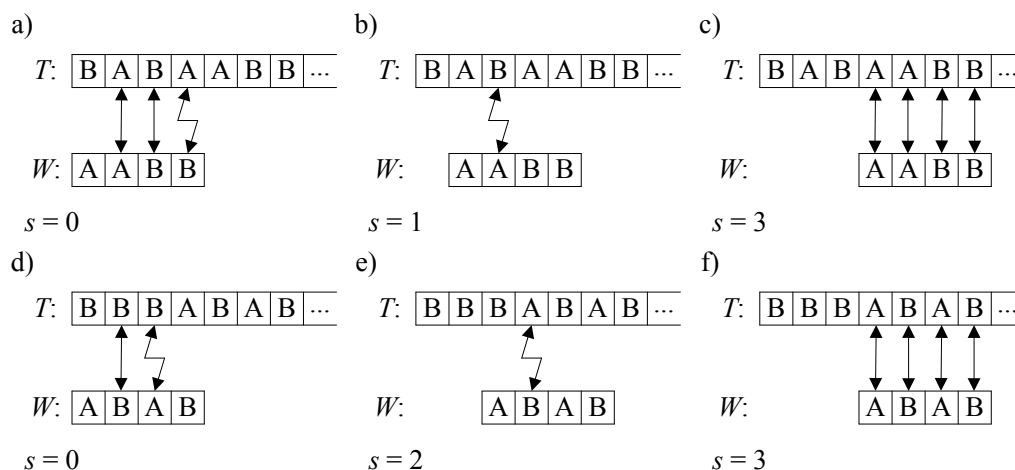 a) b) c)
T: B A B A A B B ... T: B A B A A B B ... T: B A B A A B B ...
W: A A B B W: A A B B W: A A B B
s = 0 s = 1 s = 3
d) e) f)
T: B B B A B A B ... T: B B B A B A B ... T: B B B A B A B ...
W: A B A B W: A B A B W: A B A B
s = 0 s = 2 s = 3